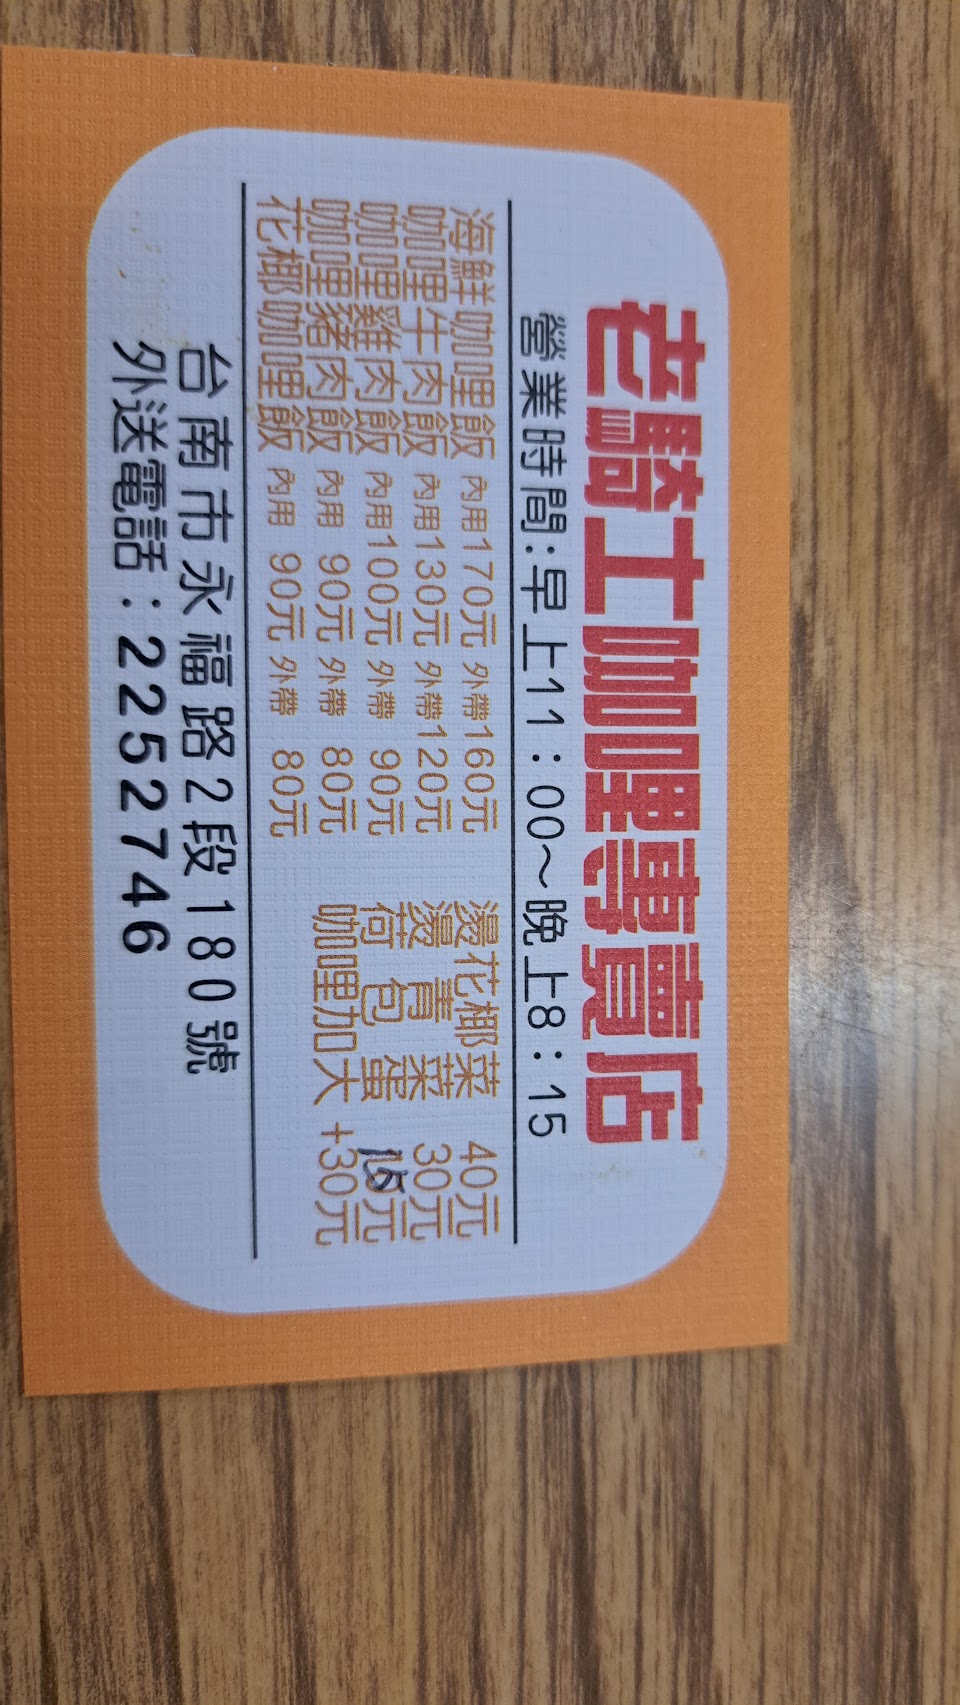 老騎士咖哩專賣店
營業時間:早上11:00~晚上8:15
海鮮咖哩飯 內用170元 外帶160元 燙花椰菜 40元
咖哩牛肉飯 內用130元 外帶120元 燙青菜 30元
咖哩雞肉飯 內用100元 外帶 90元 荷包蛋 15元
咖哩豬肉飯 內用 90元 外帶 80元 咖哩加大 +30元
花椰咖哩飯 內用 90元 外帶 80元
台南市永福路2段180號
外送電話:2252746